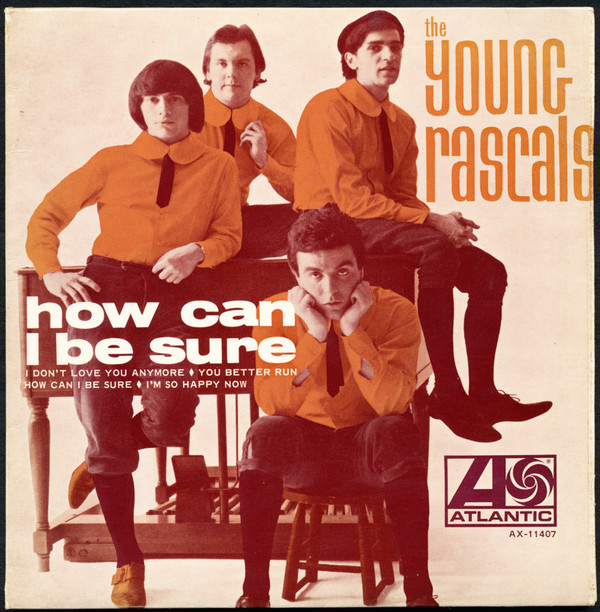 the
young
rascals
how can
I be sure
I DON'T LOVE YOU ANYMORE ♦ YOU BETTER RUN
HOW CAN I BE SURE ♦ I'M SO HAPPY NOW
ATLANTIC
AX-11407